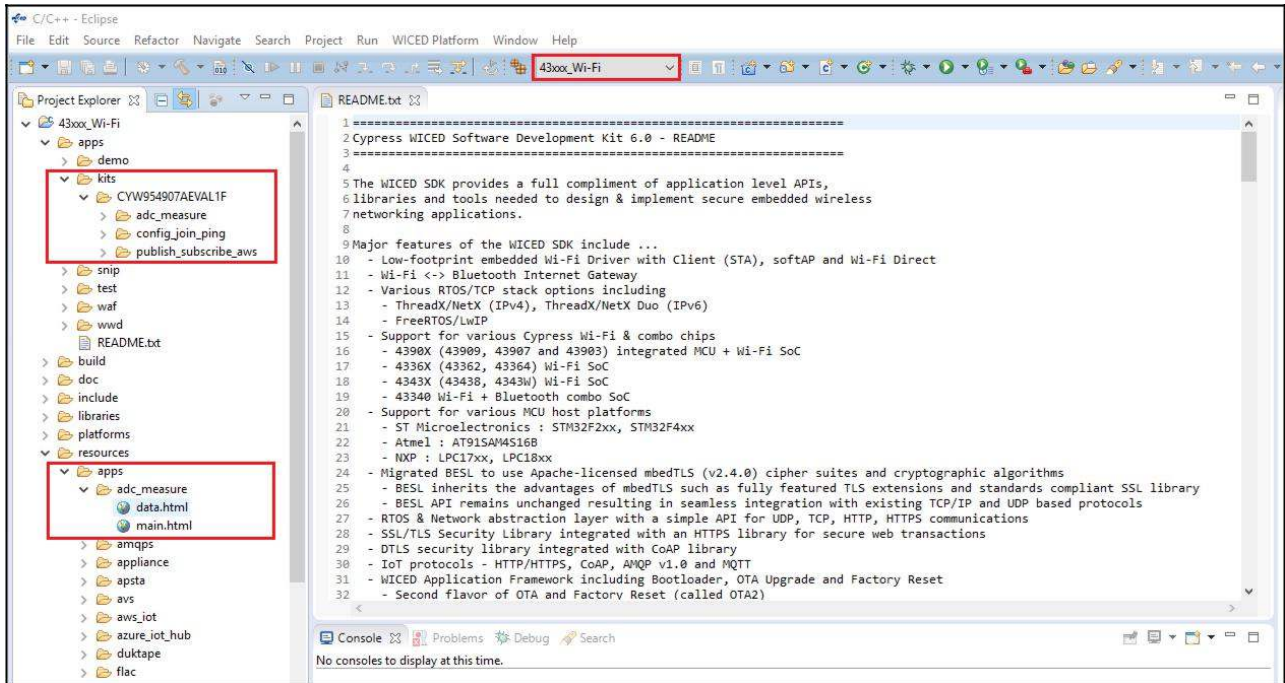 C/C++ - Eclipse
File Edit Source Refactor Navigate Search Project Run WICED Platform Window Help
43xxx_Wi-Fi
Project Explorer
43xxx_Wi-Fi
apps
demo
kits
CYW954907AEVAL1F
adc_measure
config_join_ping
publish_subscribe_aws
snip
test
waf
wwd
README.txt
build
doc
include
libraries
platforms
resources
apps
adc_measure
data.html
main.html
amqps
appliance
apsta
avs
aws_iot
azure_iot_hub
duktape
flac
README.txt
1 =====================================================================
2 Cypress WICED Software Development Kit 6.0 - README
3 =====================================================================
4
5 The WICED SDK provides a full compliment of application level APIs,
6 libraries and tools needed to design & implement secure embedded wireless
7 networking applications.
8
9 Major features of the WICED SDK include ...
10 - Low-footprint embedded Wi-Fi Driver with Client (STA), softAP and Wi-Fi Direct
11 - Wi-Fi <-> Bluetooth Internet Gateway
12 - Various RTOS/TCP stack options including
13 - ThreadX/NetX (IPv4), ThreadX/NetX Duo (IPv6)
14 - FreeRTOS/LwIP
15 - Support for various Cypress Wi-Fi & combo chips
16 - 4390X (43909, 43907 and 43903) integrated MCU + Wi-Fi SoC
17 - 4336X (43362, 43364) Wi-Fi SoC
18 - 4343X (43438, 4343W) Wi-Fi SoC
19 - 43340 Wi-Fi + Bluetooth combo SoC
20 - Support for various MCU host platforms
21 - ST Microelectronics : STM32F2xx, STM32F4xx
22 - Atmel : AT91SAM4S16B
23 - NXP : LPC17xx, LPC18xx
24 - Migrated BESL to use Apache-licensed mbedTLS (v2.4.0) cipher suites and cryptographic algorithms
25 - BESL inherits the advantages of mbedTLS such as fully featured TLS extensions and standards compliant SSL library
26 - BESL API remains unchanged resulting in seamless integration with existing TCP/IP and UDP based protocols
27 - RTOS & Network abstraction layer with a simple API for UDP, TCP, HTTP, HTTPS communications
28 - SSL/TLS Security Library integrated with an HTTPS library for secure web transactions
29 - DTLS security library integrated with CoAP library
30 - IoT protocols - HTTP/HTTPS, CoAP, AMQP v1.0 and MQTT
31 - WICED Application Framework including Bootloader, OTA Upgrade and Factory Reset
32 - Second flavor of OTA and Factory Reset (called OTA2)
Console Problems Debug Search
No consoles to display at this time.